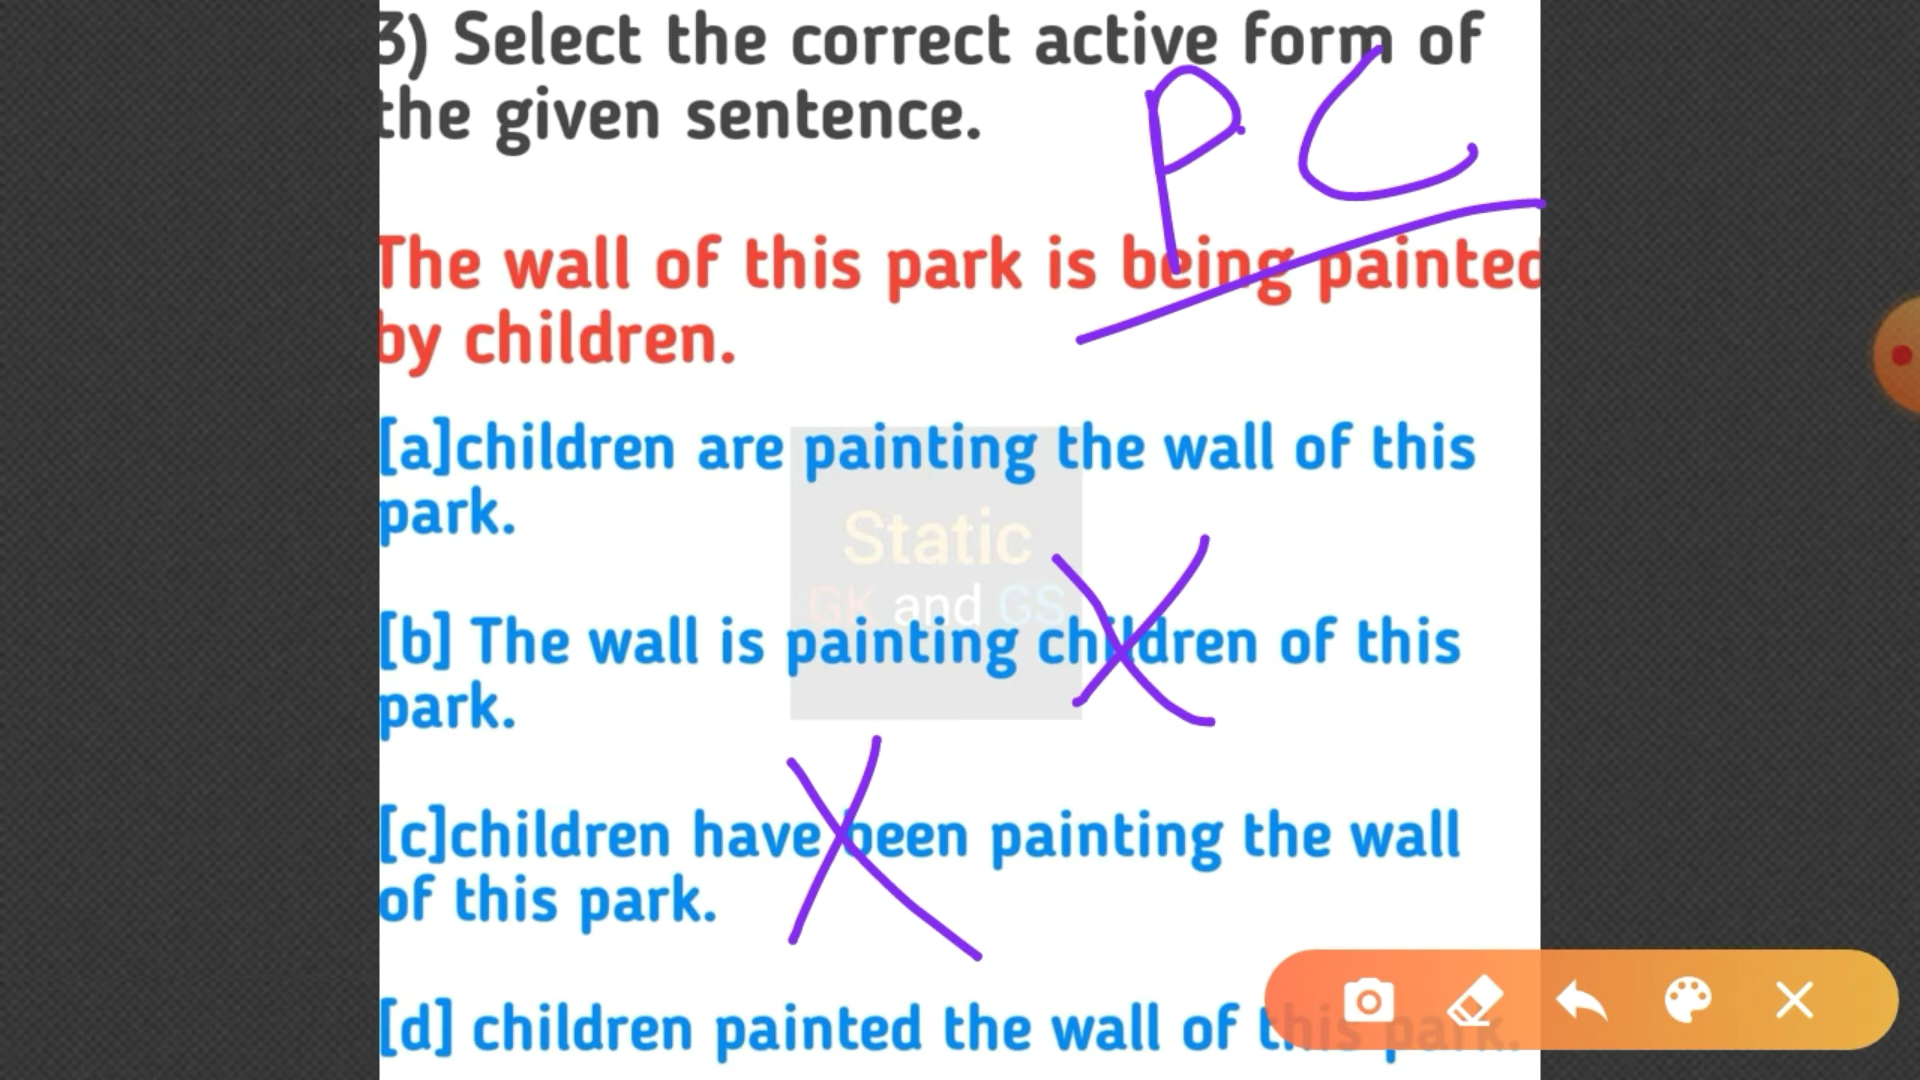 3) Select the correct active form of
the given sentence.
P C
The wall of this park is being painted
by children.
[a]children are painting the wall of this
park.
Static
GK and GS
[b] The wall is painting children of this
park.
[c]children have been painting the wall
of this park.
[d] children painted the wall of this park.